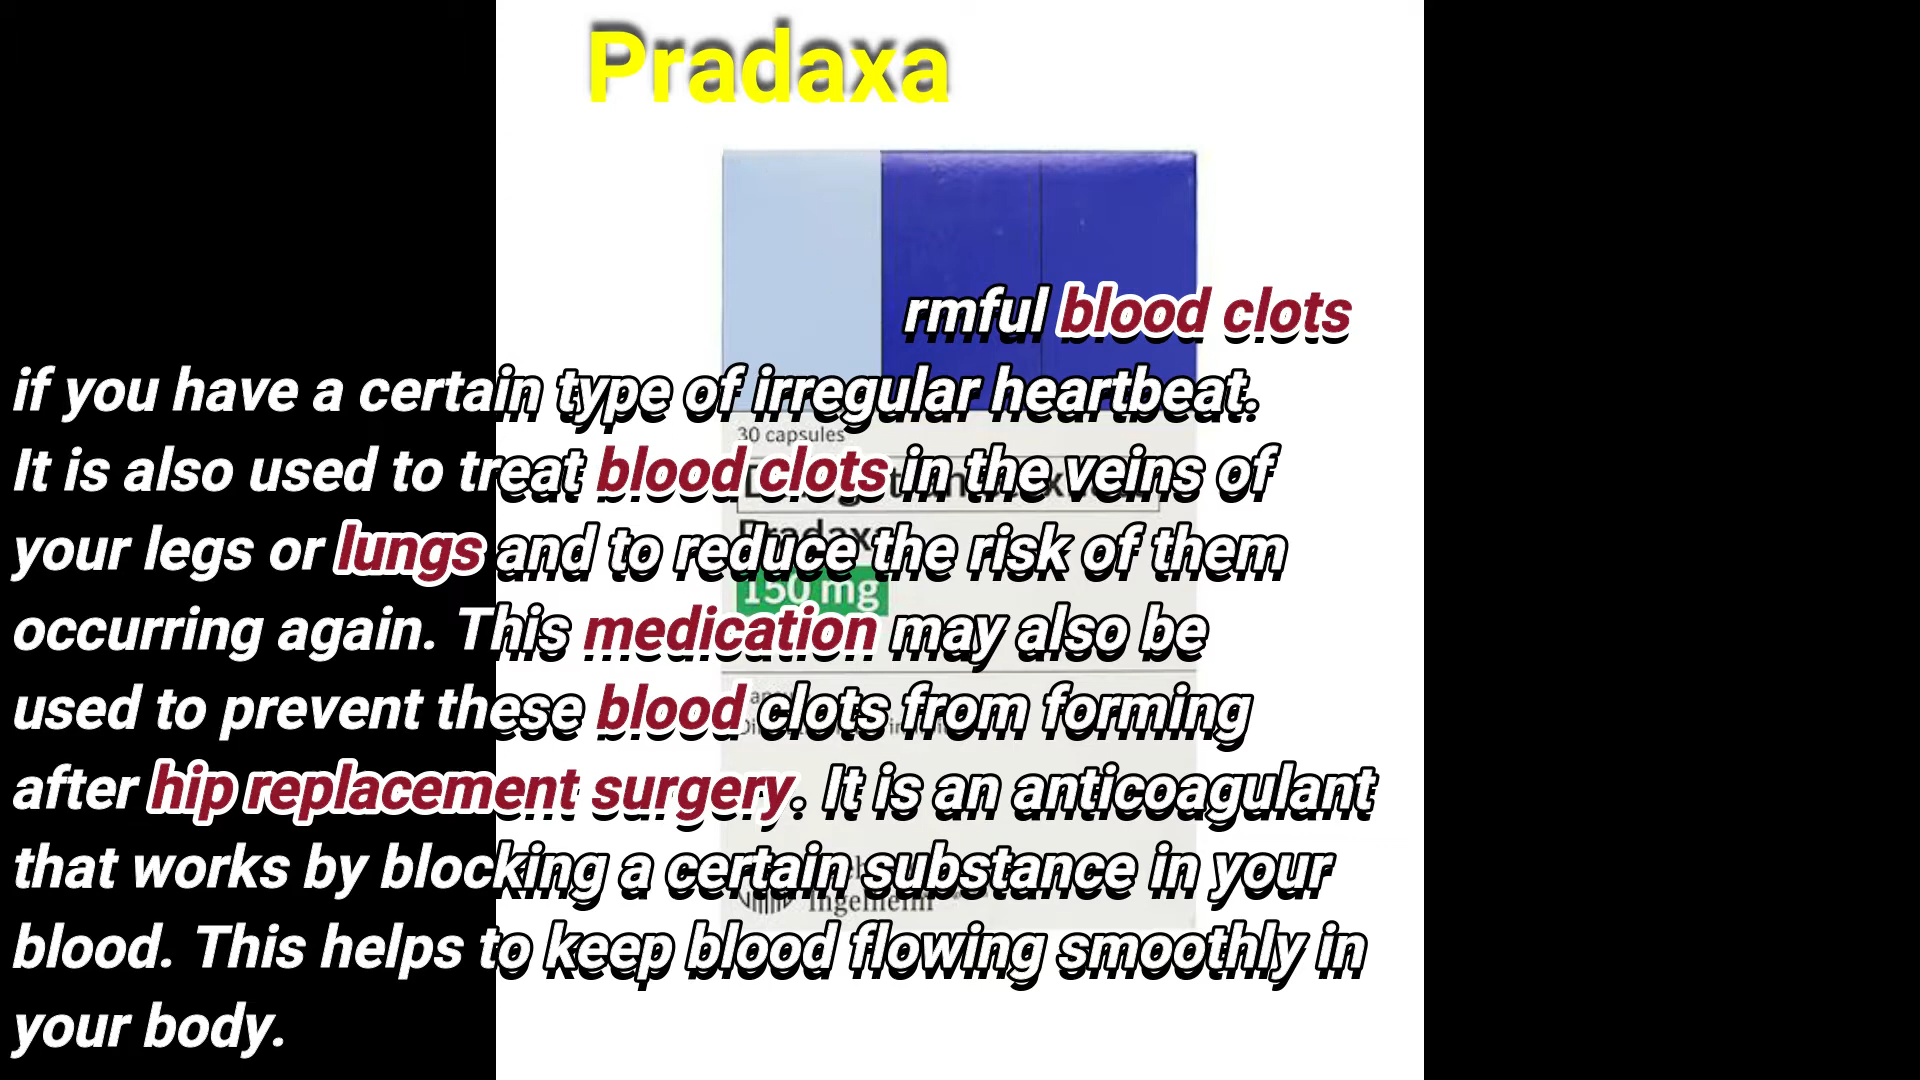 Pradaxa
rmful blood clots
if you have a certain type of irregular heartbeat.
30 capsules
It is also used to treat blood clots in the veins of
Pradaxa
your legs or lungs and to reduce the risk of them
150 mg
occurring again. This medication may also be
used to prevent these blood clots from forming
after hip replacement surgery. It is an anticoagulant
that works by blocking a certain substance in your
Ingelheim
blood. This helps to keep blood flowing smoothly in
your body.